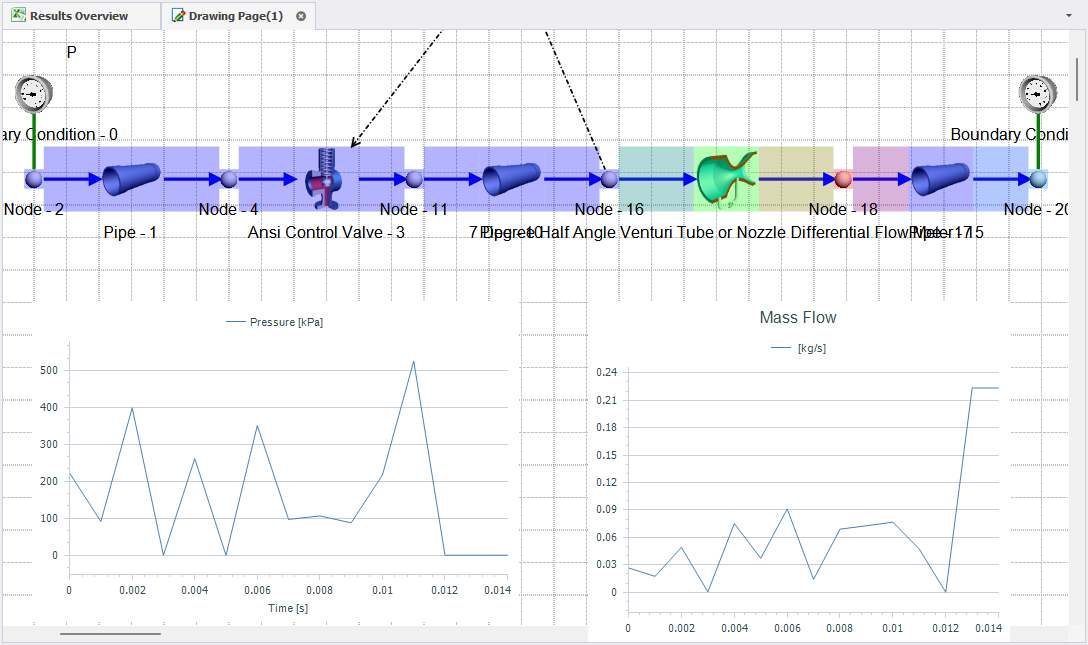 Results Overview
Drawing Page(1)
P
ary Condition - 0
Boundary Condi
Node - 2
Node - 4
Node - 11
Node - 16
Node - 18
Node - 20
Pipe - 1
Ansi Control Valve - 3
Pipe - 10
7 Degree Half Angle Venturi Tube or Nozzle Differential Flow Meter - 17
Pipe - 15
Pressure [kPa]
500
400
300
200
100
0
0 0.002 0.004 0.006 0.008 0.010 0.012 0.014
Time [s]
Mass Flow
[kg/s]
0.24
0.21
0.18
0.15
0.12
0.09
0.06
0.03
0
0 0.002 0.004 0.006 0.008 0.01 0.012 0.014